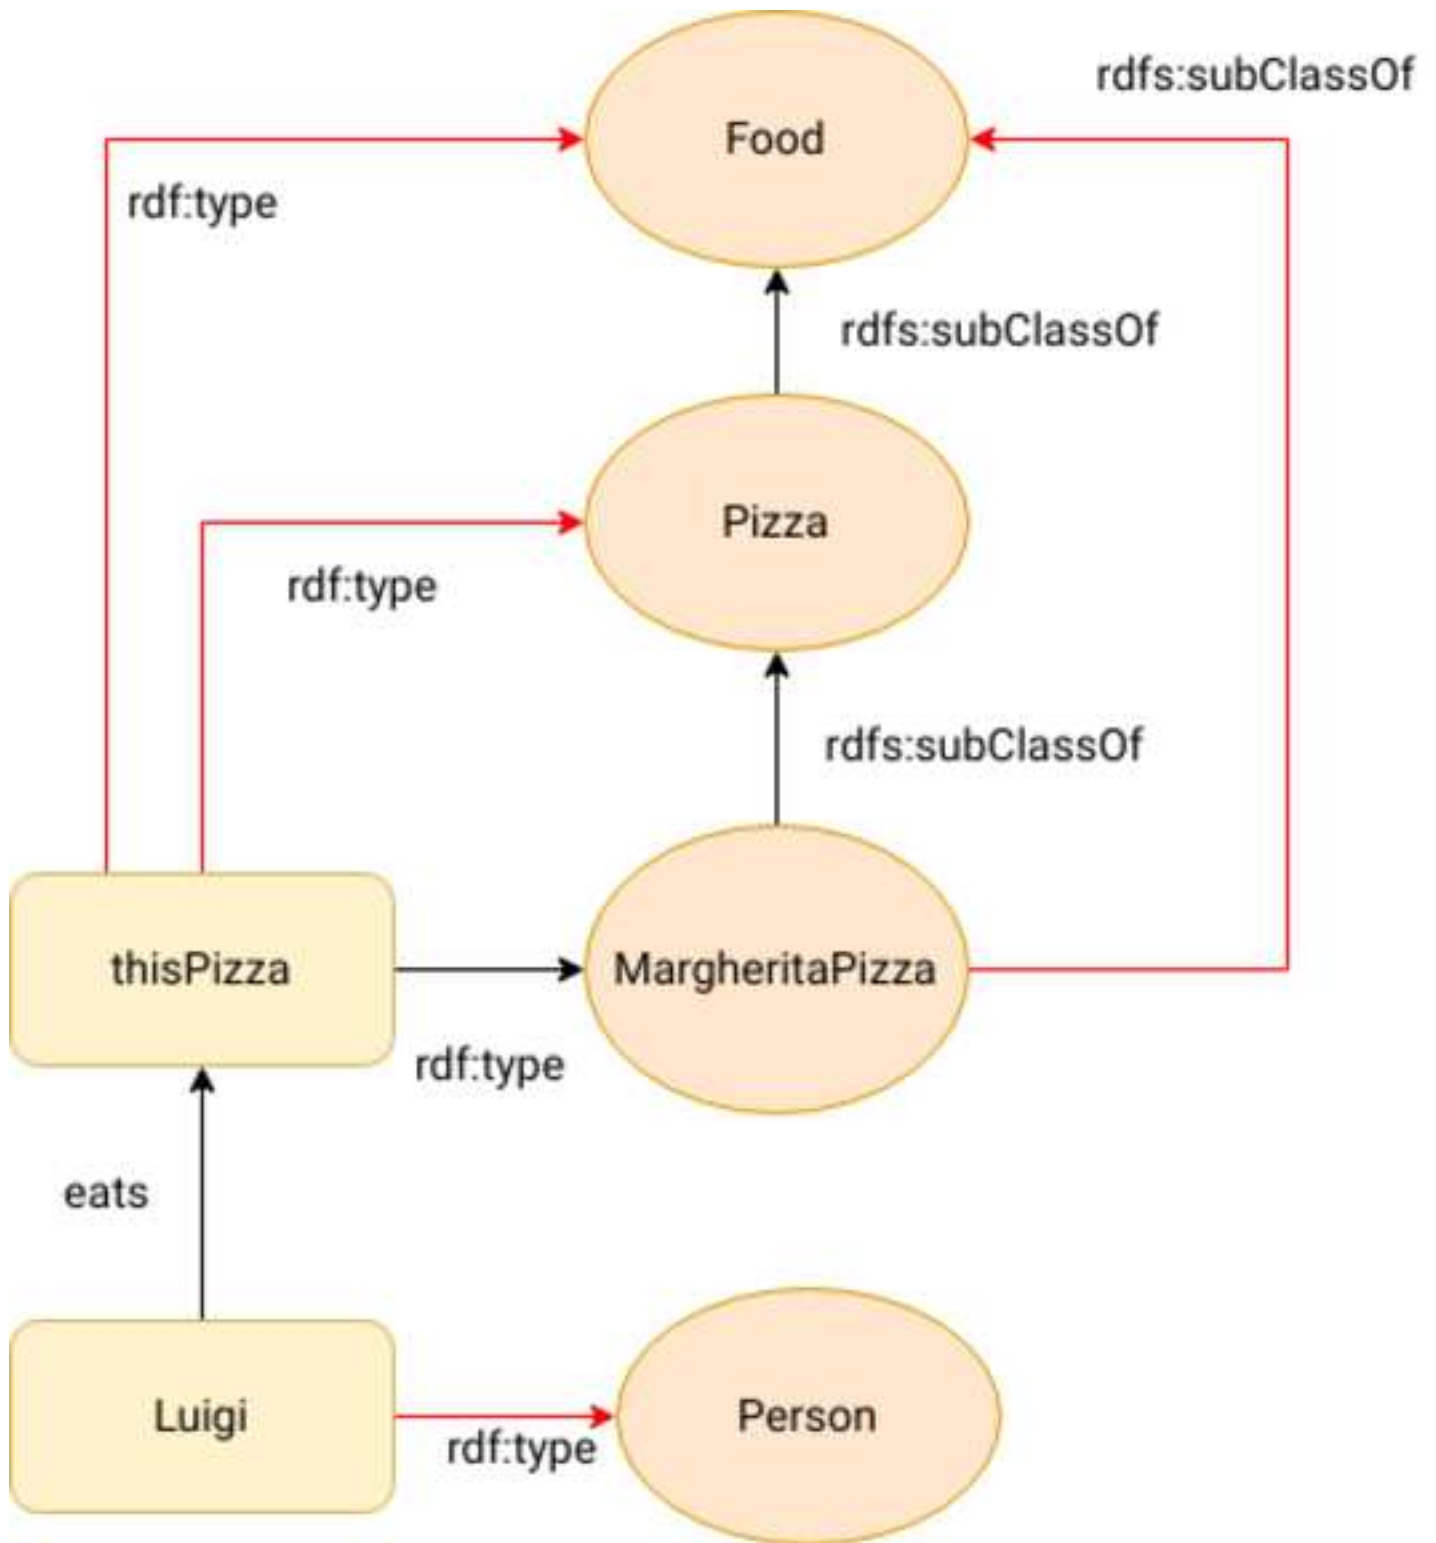 rdfs:subClassOf
Food
rdf:type
rdfs:subClassOf
Pizza
rdf:type
rdfs:subClassOf
thisPizza
MargheritaPizza
rdf:type
eats
Luigi
Person
rdf:type